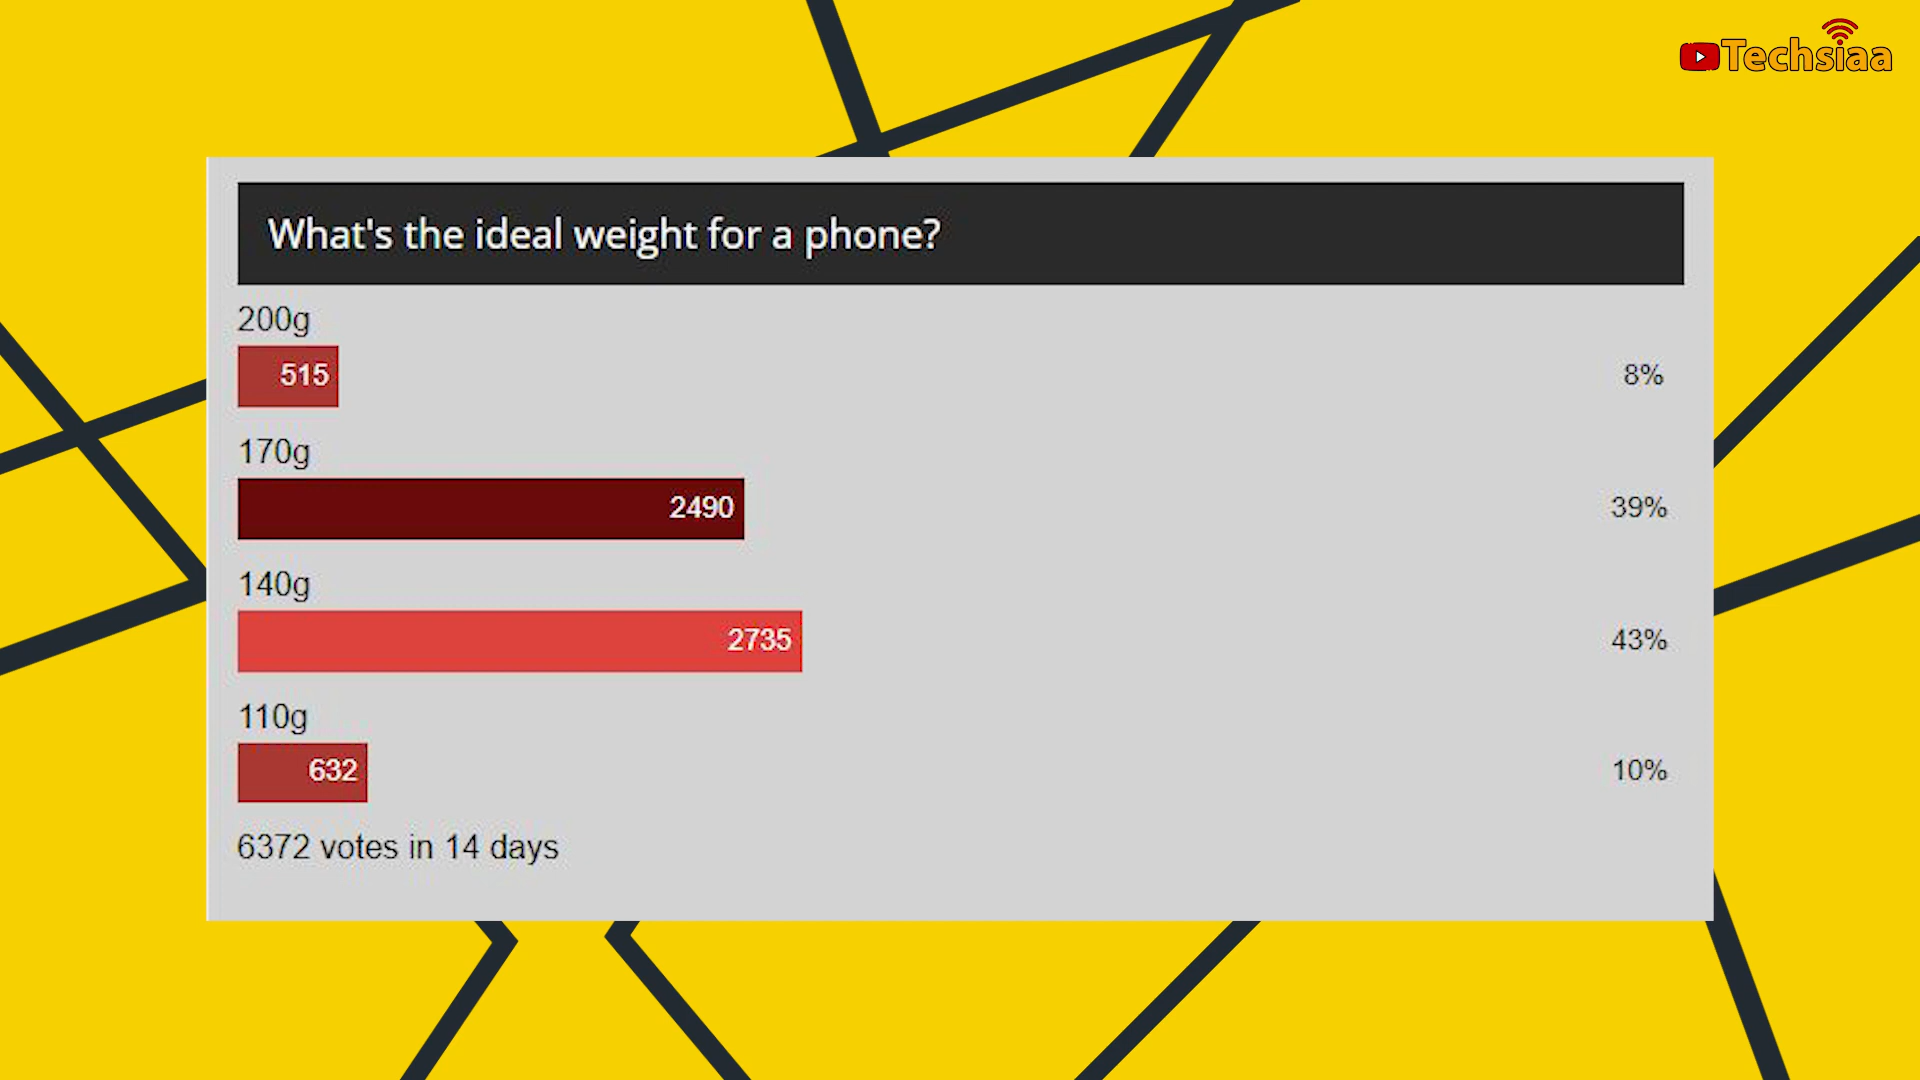 Techsiaa
What's the ideal weight for a phone?
200g
515 8%
170g
2490 39%
140g
2735 43%
110g
632 10%
6372 votes in 14 days